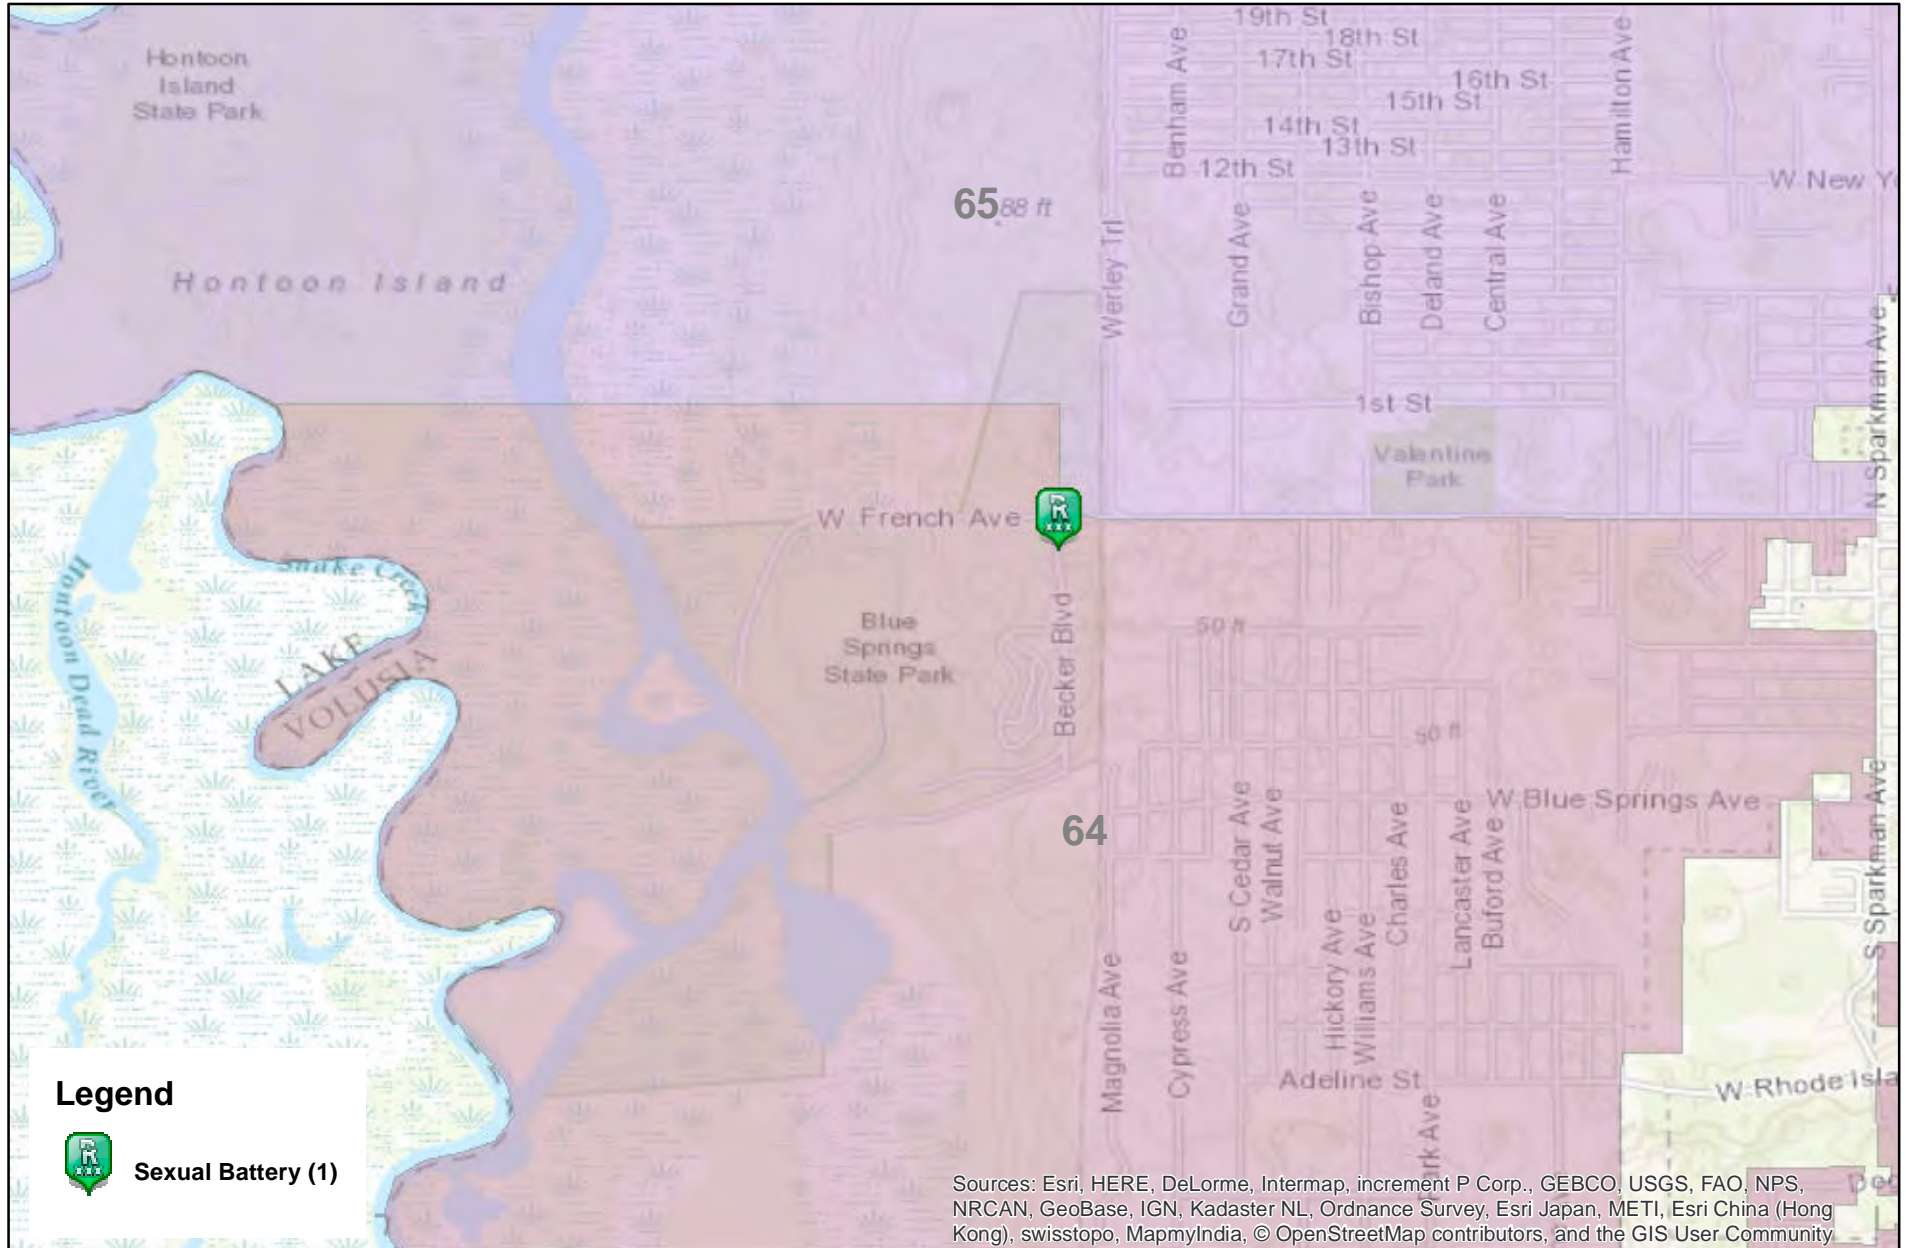 Hontoon
Island
State Park
Hontoon Island
65
88 ft
19th St
18th St
17th St
16th St
15th St
14th St
13th St
12th St
Benham Ave
Hamilton Ave
W New Yo
Werley Trl
Grand Ave
Bishop Ave
Deland Ave
Central Ave
N Sparkman Ave
1st St
Valentine
Park
W French Ave
R
Snake Creek
Hontoon Dead River
LAKE
VOLUSIA
Blue
Springs
State Park
Becker Blvd
50 ft
50 ft
64
W Blue Springs Ave
S Cedar Ave
Walnut Ave
Charles Ave
Lancaster Ave
Buford Ave
S Sparkman Ave
Hickory Ave
Williams Ave
Magnolia Ave
Cypress Ave
Adeline St
W Rhode Isla
Park Ave
Legend
R
Sexual Battery (1)
Sources: Esri, HERE, DeLorme, Intermap, increment P Corp., GEBCO, USGS, FAO, NPS,
NRCAN, GeoBase, IGN, Kadaster NL, Ordnance Survey, Esri Japan, METI, Esri China (Hong
Kong), swisstopo, MapmyIndia, © OpenStreetMap contributors, and the GIS User Community